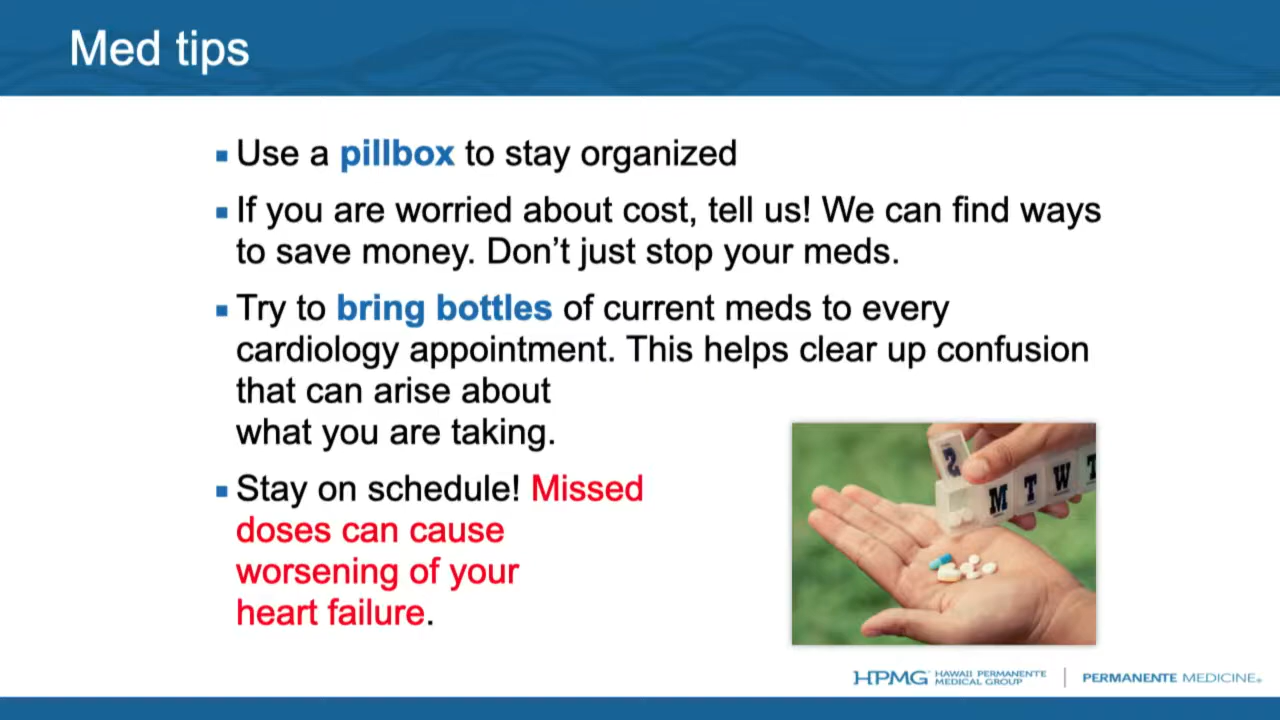 Med tips
Use a pillbox to stay organized
If you are worried about cost, tell us! We can find ways
to save money. Don’t just stop your meds.
Try to bring bottles of current meds to every
cardiology appointment. This helps clear up confusion
that can arise about
what you are taking.
Stay on schedule! Missed
doses can cause
worsening of your
heart failure.
S M T W T
HPMG HAWAII PERMANENTE
MEDICAL GROUP
PERMANENTE MEDICINE®